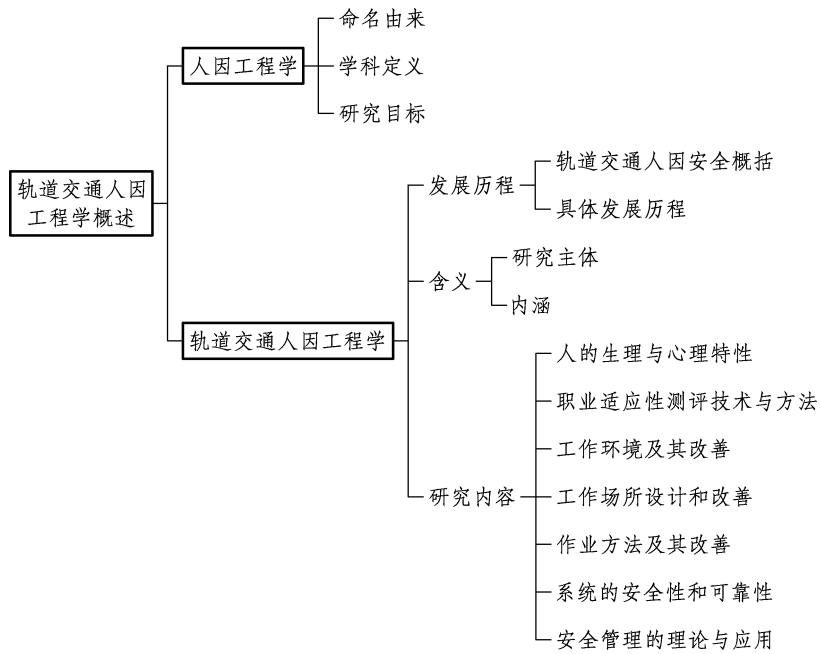 轨道交通人因
工程学概述
人因工程学
命名由来
学科定义
研究目标
轨道交通人因工程学
发展历程
轨道交通人因安全概括
具体发展历程
含义
研究主体
内涵
研究内容
人的生理与心理特性
职业适应性测评技术与方法
工作环境及其改善
工作场所设计和改善
作业方法及其改善
系统的安全性和可靠性
安全管理的理论与应用